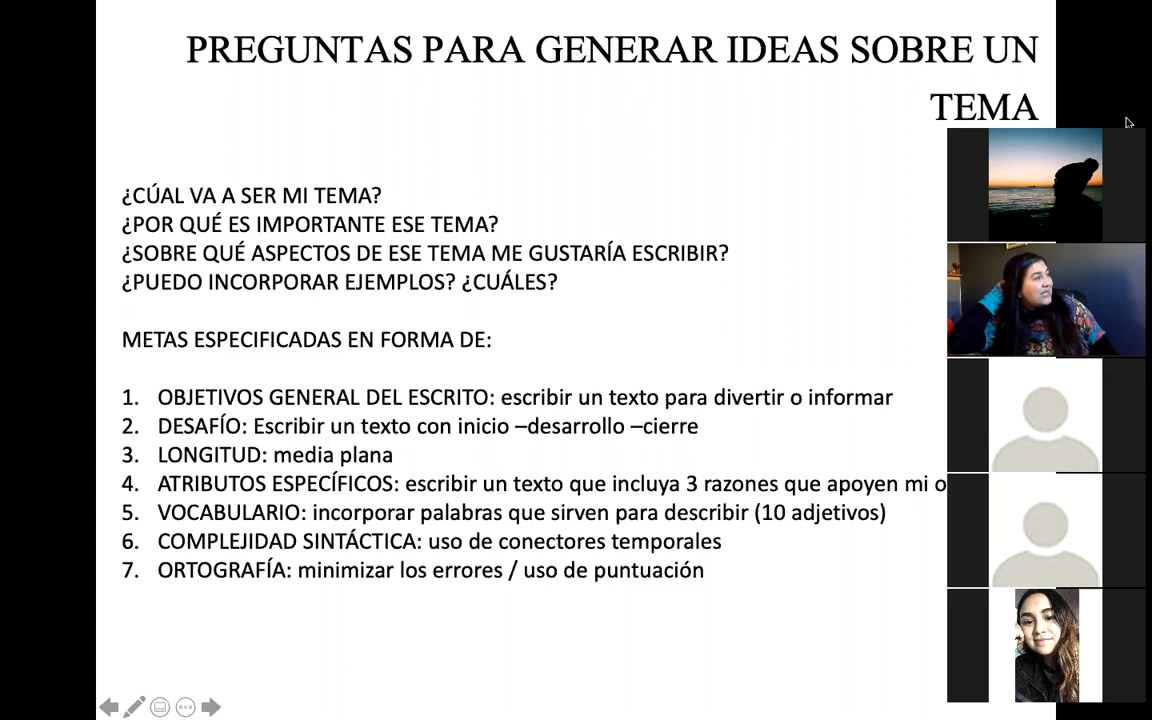 PREGUNTAS PARA GENERAR IDEAS SOBRE UN
TEMA
¿CÚAL VA A SER MI TEMA?
¿POR QUÉ ES IMPORTANTE ESE TEMA?
¿SOBRE QUÉ ASPECTOS DE ESE TEMA ME GUSTARÍA ESCRIBIR?
¿PUEDO INCORPORAR EJEMPLOS? ¿CUÁLES?
METAS ESPECIFICADAS EN FORMA DE:
1. OBJETIVOS GENERAL DEL ESCRITO: escribir un texto para divertir o informar
2. DESAFÍO: Escribir un texto con inicio –desarrollo –cierre
3. LONGITUD: media plana
4. ATRIBUTOS ESPECÍFICOS: escribir un texto que incluya 3 razones que apoyen mi
5. VOCABULARIO: incorporar palabras que sirven para describir (10 adjetivos)
6. COMPLEJIDAD SINTÁCTICA: uso de conectores temporales
7. ORTOGRAFÍA: minimizar los errores / uso de puntuación